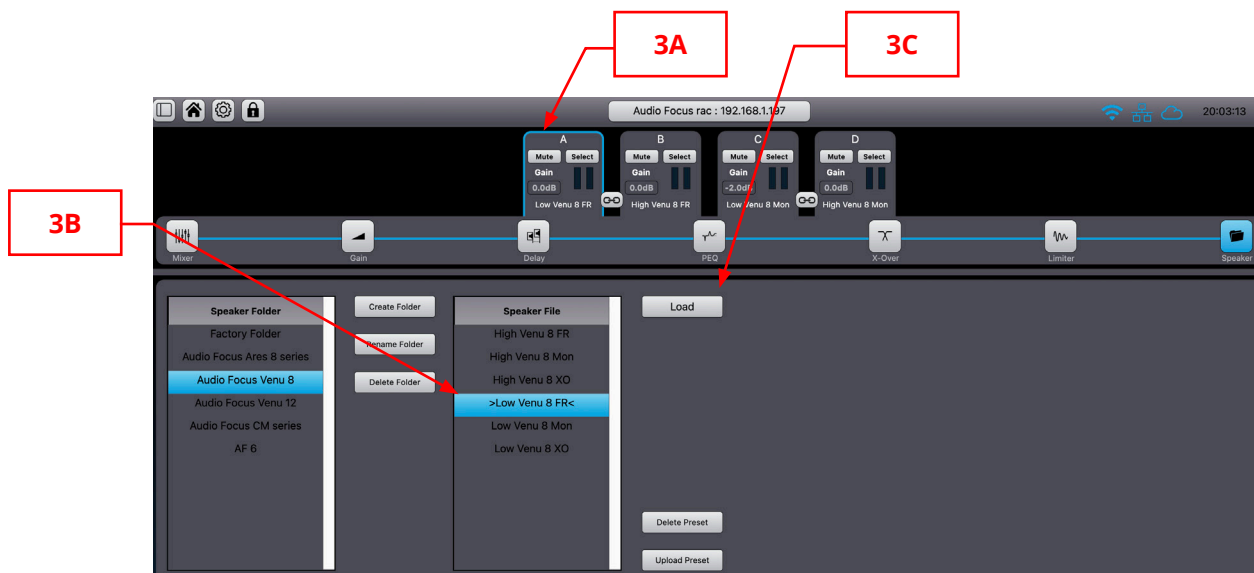 3A
3C
Audio Focus rac : 192.168.1.197
20:03:13
A
Mute Select
Gain
0.0dB
Low Venu 8 FR
B
Mute Select
Gain
0.0dB
High Venu 8 FR
C
Mute Select
Gain
-2.0dB
Low Venu 8 Mon
D
Mute Select
Gain
0.0dB
High Venu 8 Mon
3B
Mixer
Gain
Delay
PEQ
X-Over
Limiter
Speaker
Speaker Folder
Factory Folder
Audio Focus Ares 8 series
Audio Focus Venu 8
Audio Focus Venu 12
Audio Focus CM series
AF 6
Create Folder
Rename Folder
Delete Folder
Speaker File
High Venu 8 FR
High Venu 8 Mon
High Venu 8 XO
>Low Venu 8 FR<
Low Venu 8 Mon
Low Venu 8 XO
Load
Delete Preset
Upload Preset